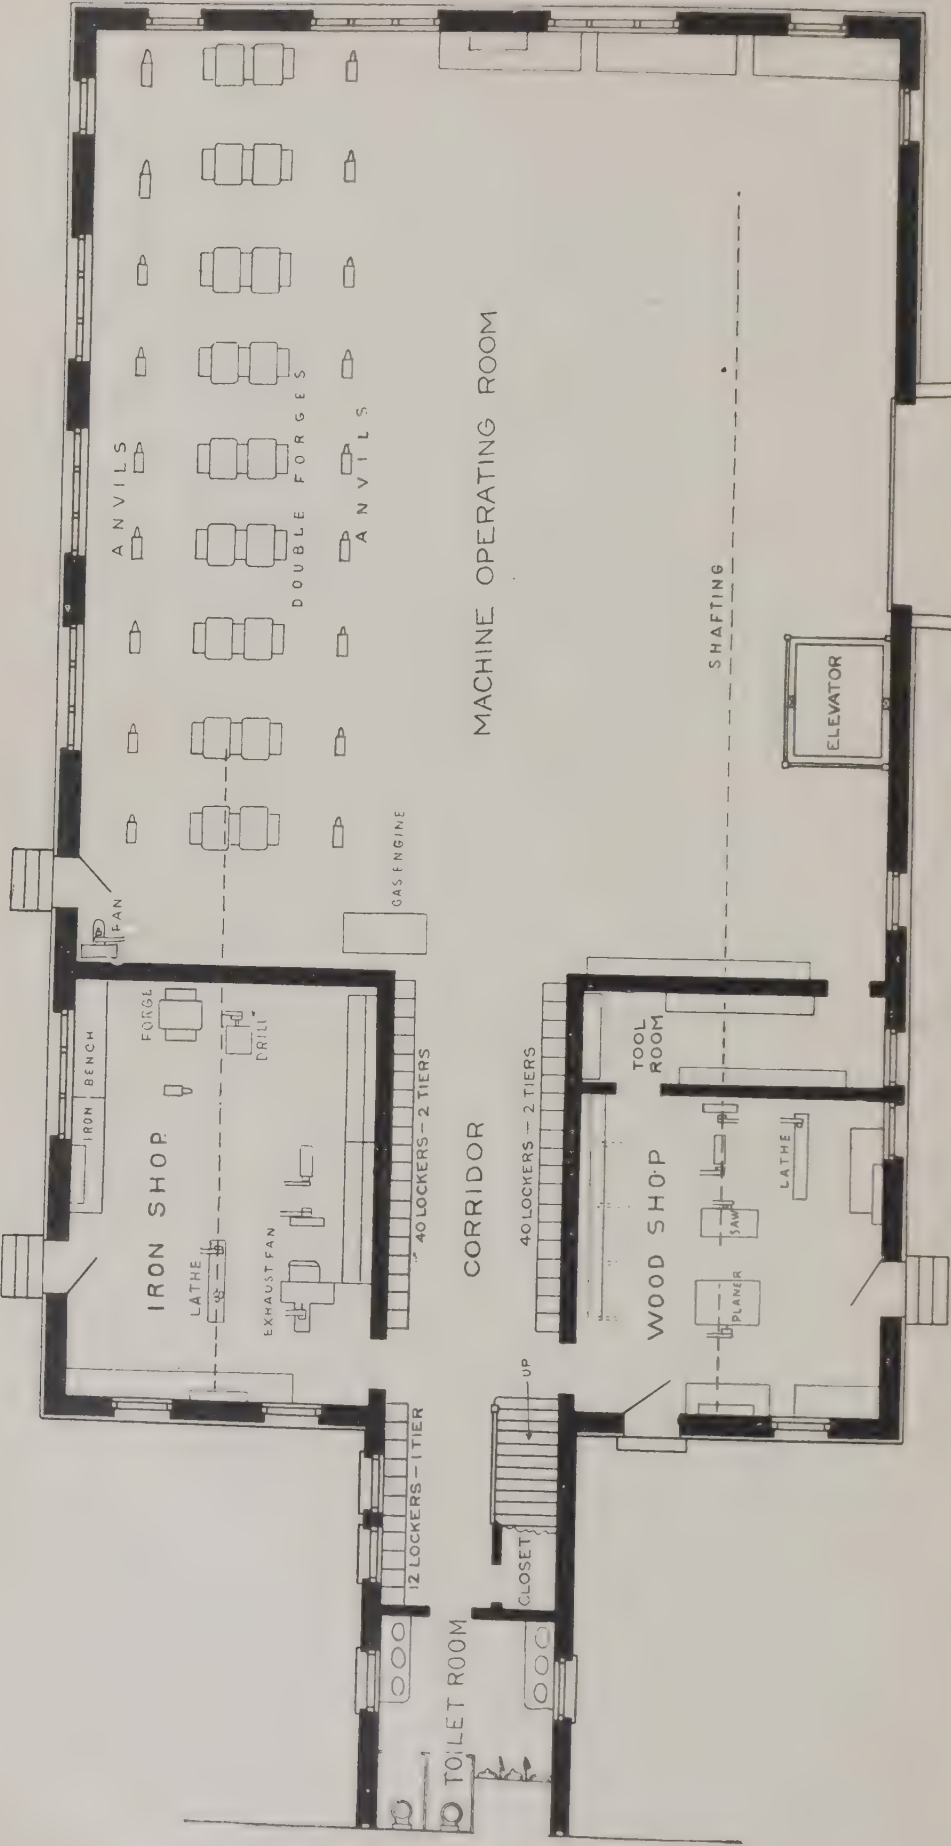 ANVILS
DOUBLE FORGES
ANVILS
MACHINE OPERATING ROOM
SHAFTING
ELEVATOR
GAS ENGINE
FAN
IRON BENCH
FORGE
DRILL
IRON SHOP
LATHE
EXHAUST FAN
40 LOCKERS - 2 TIERS
CORRIDOR
40 LOCKERS - 2 TIERS
TOOL
ROOM
WOOD SHOP
LATHE
SAW
PLANER
12 LOCKERS - 1 TIER
UP
CLOSET
TOILET ROOM